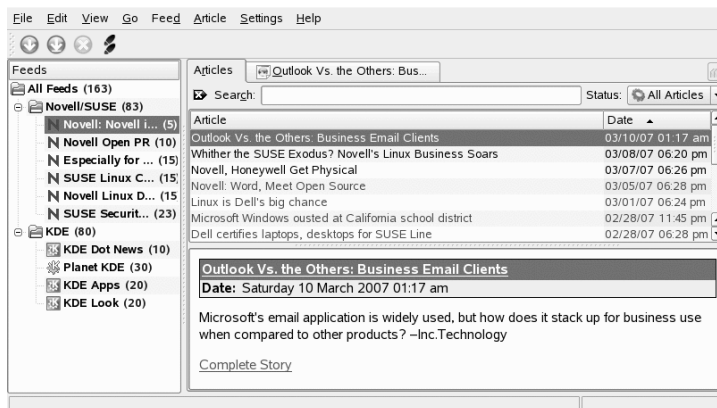 File Edit View Go Feed Article Settings Help
Feeds
All Feeds (163)
Novell/SUSE (83)
Novell: Novell i... (5)
Novell Open PR (10)
Especially for ... (15)
SUSE Linux C... (15)
Novell Linux D... (15
SUSE Securit... (23)
KDE (80)
KDE Dot News (10)
Planet KDE (30)
KDE Apps (20)
KDE Look (20)
Articles Outlook Vs. the Others: Bus...
Search: Status: All Articles
Article Date
Outlook Vs. the Others: Business Email Clients 03/10/07 01:17 am
Whither the SUSE Exodus? Novell's Linux Business Soars 03/08/07 06:20 pm
Novell, Honeywell Get Physical 03/07/07 06:26 pm
Novell: Word, Meet Open Source 03/05/07 06:28 pm
Linux is Dell's big chance 03/01/07 06:24 pm
Microsoft Windows ousted at California school district 02/28/07 11:45 pm
Dell certifies laptops, desktops for SUSE Line 02/28/07 06:28 pm
Outlook Vs. the Others: Business Email Clients
Date: Saturday 10 March 2007 01:17 am
Microsoft's email application is widely used, but how does it stack up for business use
when compared to other products? –Inc.Technology
Complete Story